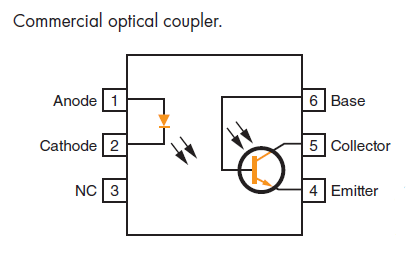 Commercial optical coupler.
Anode 1
6 Base
Cathode 2
5 Collector
NC 3
4 Emitter